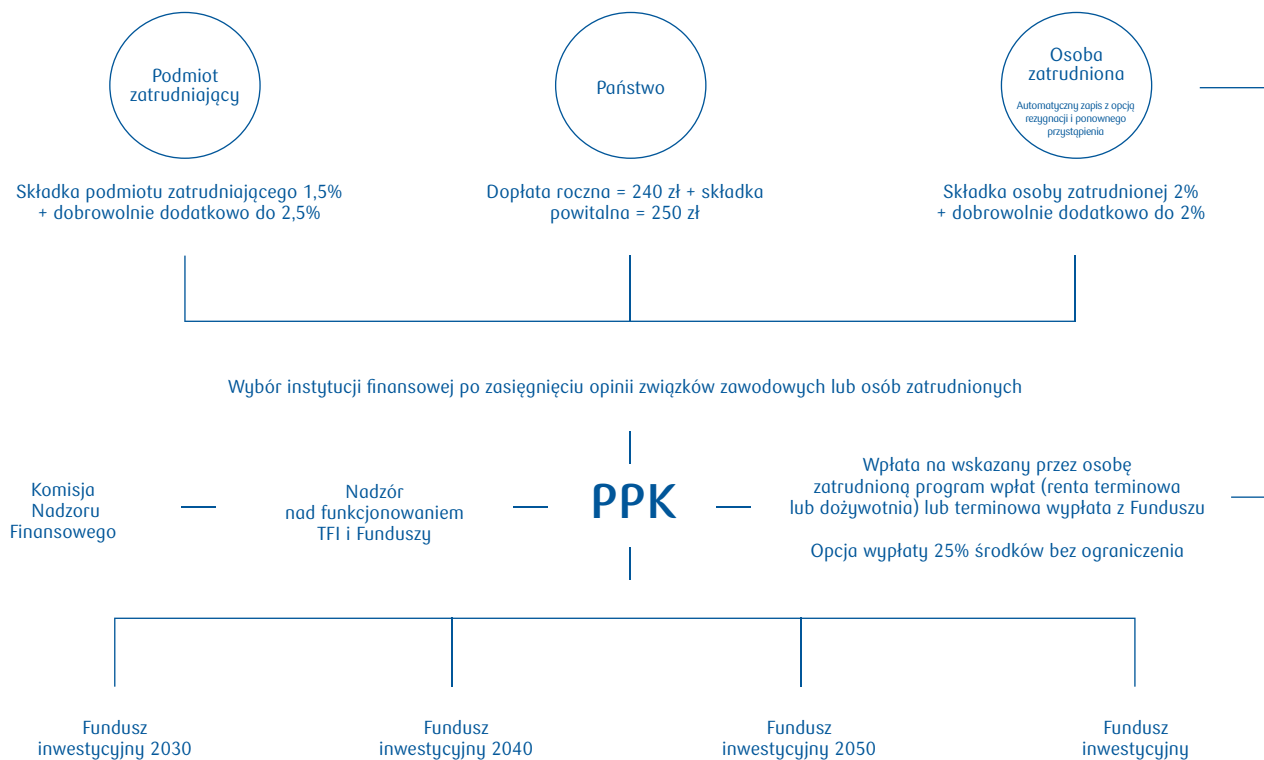 Podmiot
zatrudniający
Państwo
Osoba
zatrudniona
Automatyczny zapis z opcją
rezygnacji i ponownego
przystąpienia
Składka podmiotu zatrudniającego 1,5%
+ dobrowolnie dodatkowo do 2,5%
Dopłata roczna = 240 zł + składka
powitalna = 250 zł
Składka osoby zatrudnionej 2%
+ dobrowolnie dodatkowo do 2%
Wybór instytucji finansowej po zasięgnięciu opinii związków zawodowych lub osób zatrudnionych
Komisja
Nadzoru
Finansowego
Nadzór
nad funkcjonowaniem
TFI i Funduszy
PPK
Wpłata na wskazany przez osobę
zatrudnioną program wpłat (renta terminowa
lub dożywotnia) lub terminowa wypłata z Funduszu
Opcja wypłaty 25% środków bez ograniczenia
Fundusz
inwestycyjny 2030
Fundusz
inwestycyjny 2040
Fundusz
inwestycyjny 2050
Fundusz
inwestycyjny